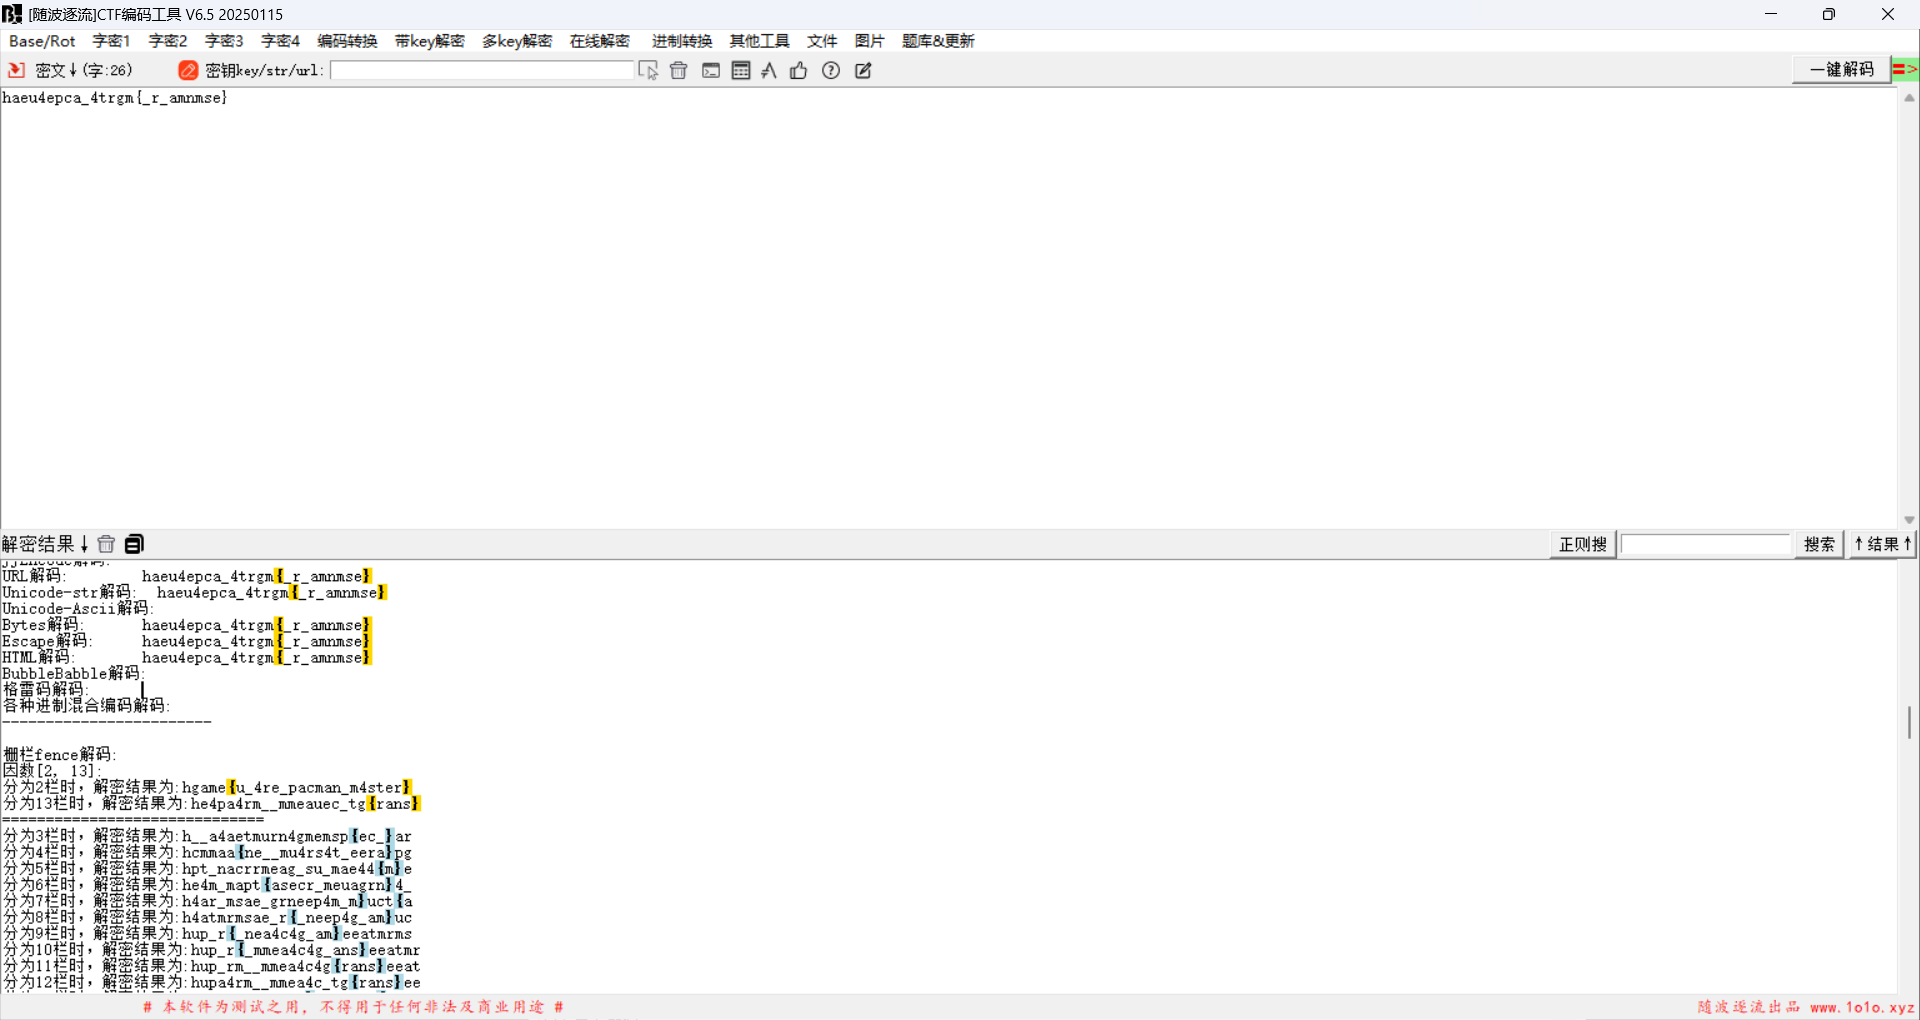 [随波逐流]CTF编码工具 V6.5 20250115
Base/Rot 字密1 字密2 字密3 字密4 编码转换 带key解密 多key解密 在线解密 进制转换 其他工具 文件 图片 题库&更新
密文↓(字:26) 密钥key/str/url: 一键解码 =>
haeu4epca_4trgm{_r_amnmse}
解密结果↓ 正则搜 搜索 ↑结果↑
URL解码: haeu4epca_4trgm{_r_amnmse}
Unicode-str解码: haeu4epca_4trgm{_r_amnmse}
Unicode-Ascii解码:
Bytes解码: haeu4epca_4trgm{_r_amnmse}
Escape解码: haeu4epca_4trgm{_r_amnmse}
HTML解码: haeu4epca_4trgm{_r_amnmse}
BubbleBabble解码:
格雷码解码:
各种进制混合编码解码:
------------------------
栅栏fence解码:
因数[2, 13]:
分为2栏时，解密结果为:hgame{u_4re_pacman_m4ster}
分为13栏时，解密结果为:he4pa4rm__mmeauec_tg{rans}
==============================
分为3栏时，解密结果为:h__a4aetmurn4gmemsp{ec_}ar
分为4栏时，解密结果为:hcmmaa{ne__mu4rs4t_eera}pg
分为5栏时，解密结果为:hpt_nacrrmeag_su_mae44{m}e
分为6栏时，解密结果为:he4m_mapt{asecr_meuagrn}4_
分为7栏时，解密结果为:h4ar_msae_grneep4m_m}uct{a
分为8栏时，解密结果为:h4atmrmsae_r{_neep4g_am}uc
分为9栏时，解密结果为:hup_r{_nea4c4g_am}eeatmrms
分为10栏时，解密结果为:hup_r{_mmea4c4g_ans}eeatmr
分为11栏时，解密结果为:hup_rm__mmea4c4g{rans}eeat
分为12栏时，解密结果为:hupa4rm__mmea4c_tg{rans}ee
# 本软件为测试之用, 不得用于任何非法及商业用途 # 随波逐流出品 www.1o1o.xyz